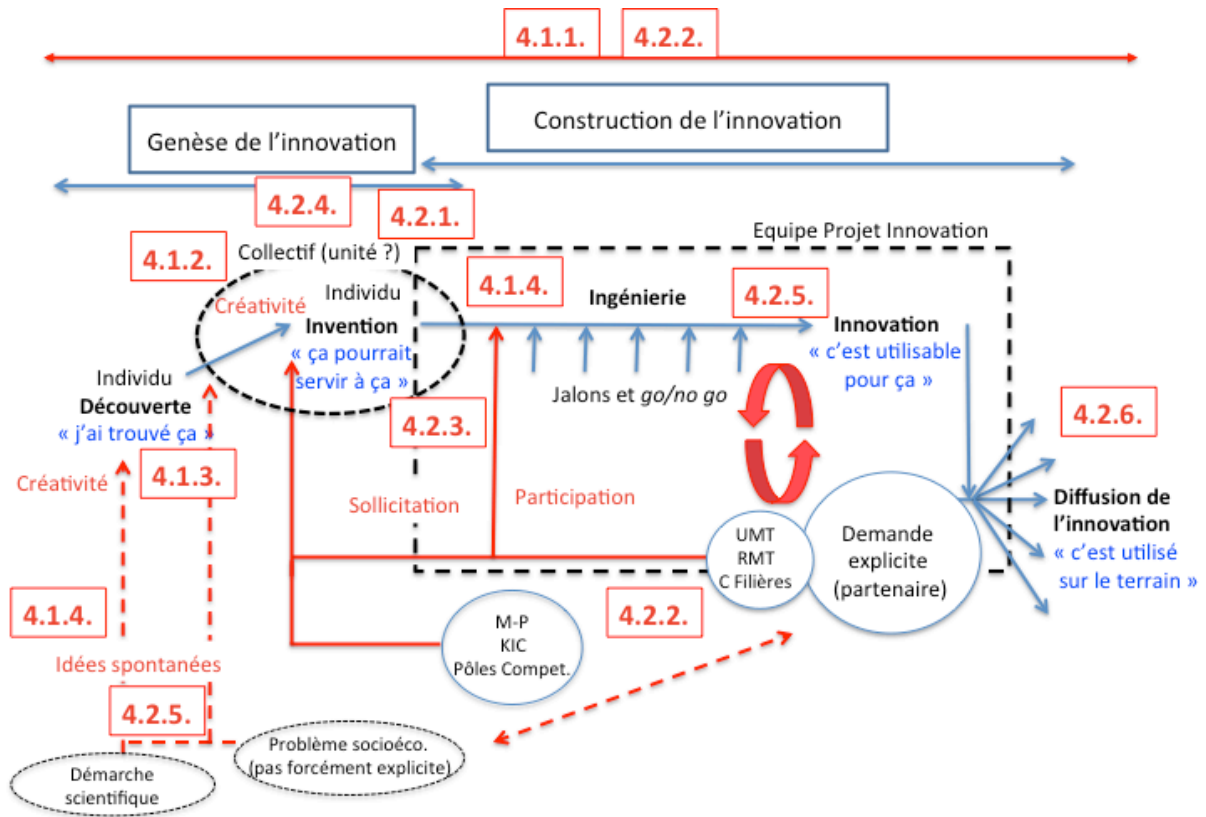 4.1.1.
4.2.2.
Genèse de l'innovation
Construction de l'innovation
4.2.4.
4.2.1.
Equipe Projet Innovation
4.1.2.
Collectif (unité ?)
Créativité
Individu
Invention
« ça pourrait
servir à ça »
4.1.4.
Ingénierie
4.2.5.
Innovation
« c'est utilisable
pour ça »
Individu
Découverte
« j'ai trouvé ça »
Jalons et go/no go
4.2.3.
4.2.6.
Créativité
4.1.3.
Sollicitation
Participation
Diffusion de
l'innovation
« c'est utilisé
sur le terrain »
UMT
RMT
C Filières
Demande
explicite
(partenaire)
4.1.4.
4.2.2.
M-P
KIC
Pôles Compet.
Idées spontanées
4.2.5.
Problème socioéco.
(pas forcément explicite)
Démarche
scientifique